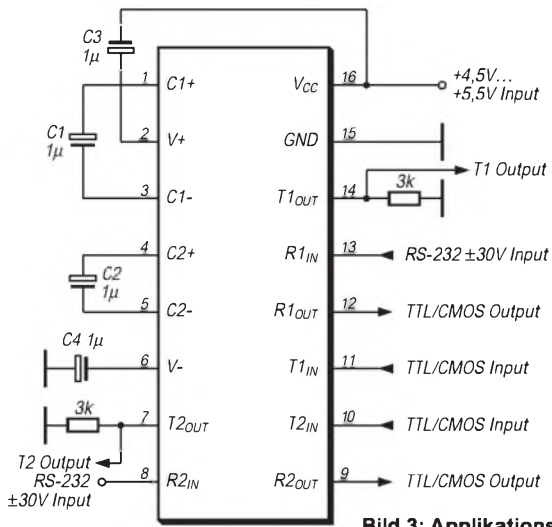 C3
1µ
1
C1+
VCC
16
+4,5V...
+5,5V Input
C1
1µ
2
V+
GND
15
3
C1-
T1OUT
14
T1 Output
3k
4
C2+
R1IN
13
RS-232 ±30V Input
C2
1µ
5
C2-
R1OUT
12
TTL/CMOS Output
C4 1µ
6
V-
T1IN
11
TTL/CMOS Input
3k
7
T2OUT
T2IN
10
TTL/CMOS Input
T2 Output
RS-232
±30V Input
8
R2IN
R2OUT
9
TTL/CMOS Output
Bild 3: Applikations